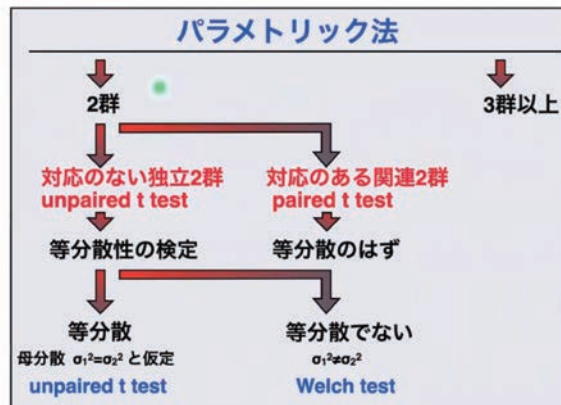 パラメトリック法
2群
3群以上
対応のない独立2群
unpaired t test
対応のある関連2群
paired t test
等分散性の検定
等分散のはず
等分散
母分散 σ₁²=σ₂² と仮定
unpaired t test
等分散でない
σ₁²≠σ₂²
Welch test